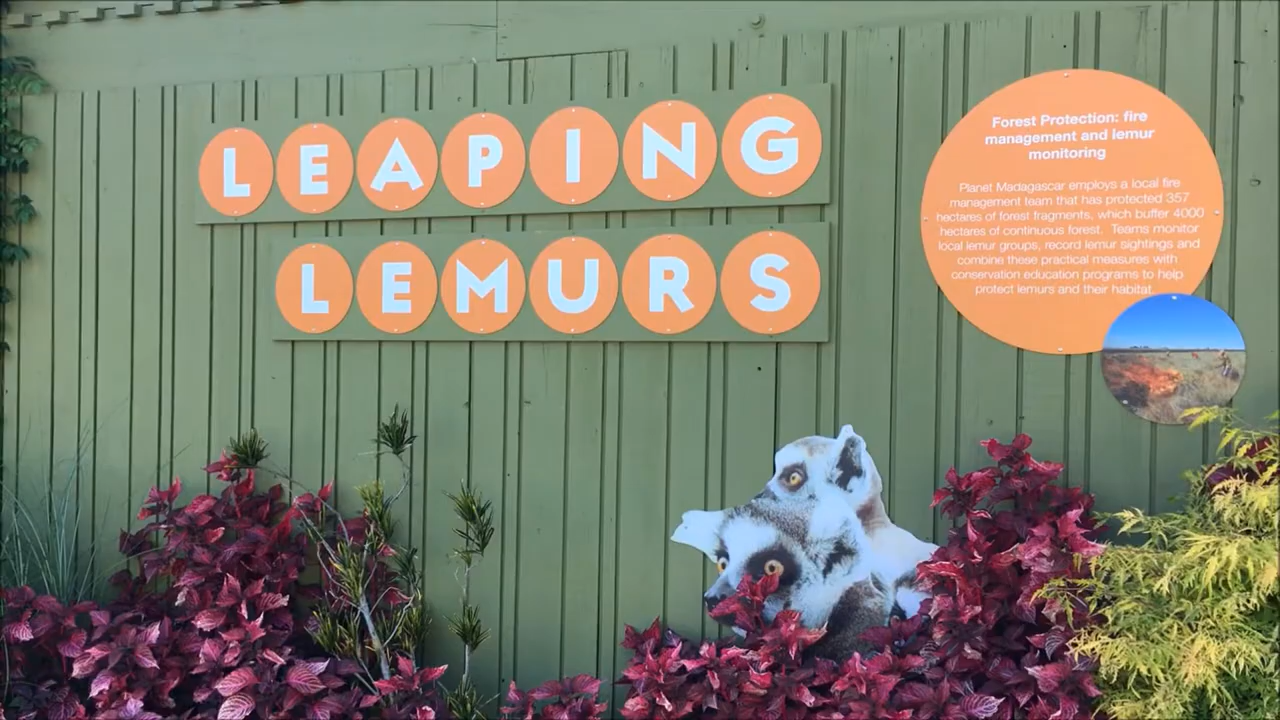 LEAPING
LEMURS
Forest Protection: fire
management and lemur
monitoring
Planet Madagascar employs a local fire
management team that has protected 357
hectares of forest fragments, which buffer 4000
hectares of continuous forest. Teams monitor
local lemur groups, record lemur sightings and
combine these practical measures with
conservation education programs to help
protect lemurs and their habitat.